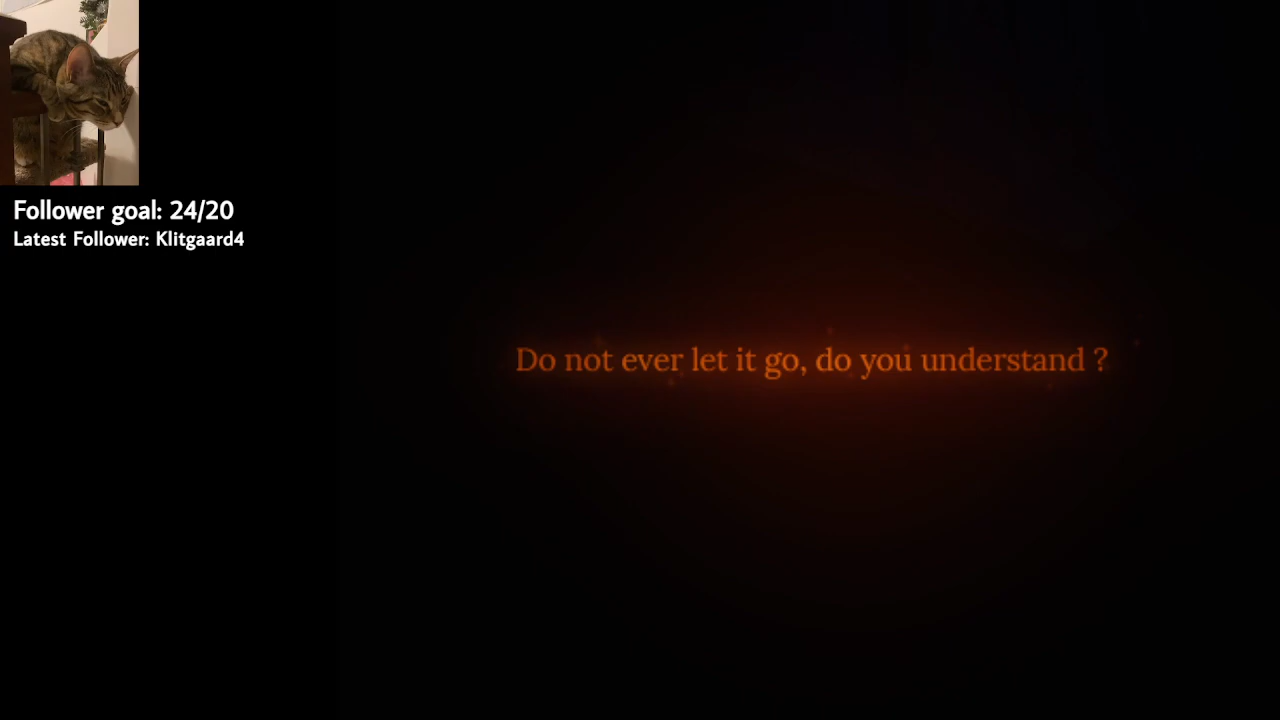 Follower goal: 24/20
Latest Follower: Klitgaard4
Do not ever let it go, do you understand ?